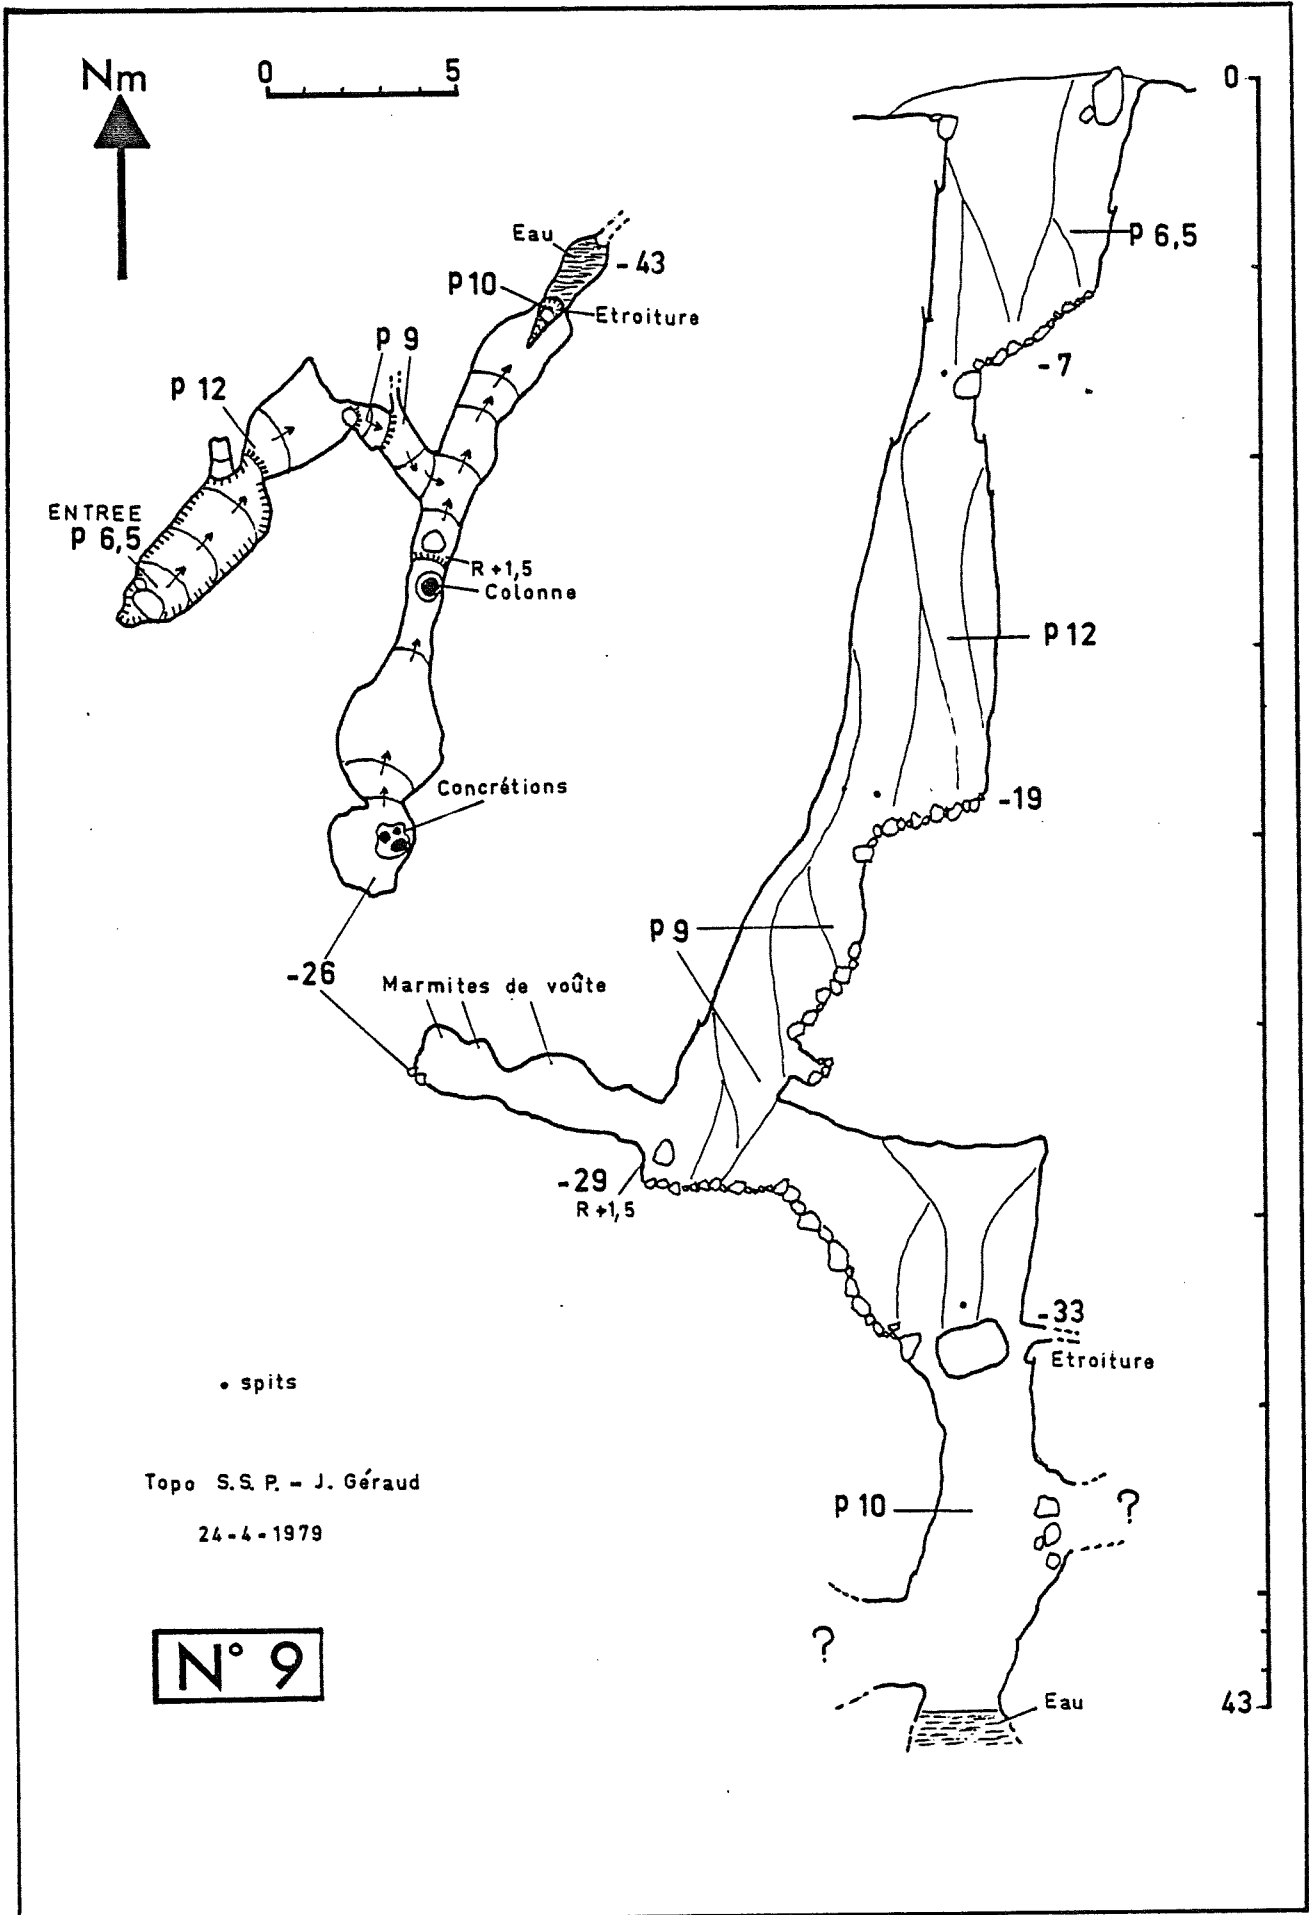 Nm
0 5
0
P 6,5
Eau
-43
P10
Etroiture
P 9
-7
P 12
ENTREE
P 6,5
R+1,5
Colonne
P12
Concrétions
-19
P 9
-26
Marmites de voûte
-29
R+1,5
-33
Etroiture
• spits
Topo S.S.P. - J. Géraud
P10
?
24-4-1979
?
N° 9
Eau
43